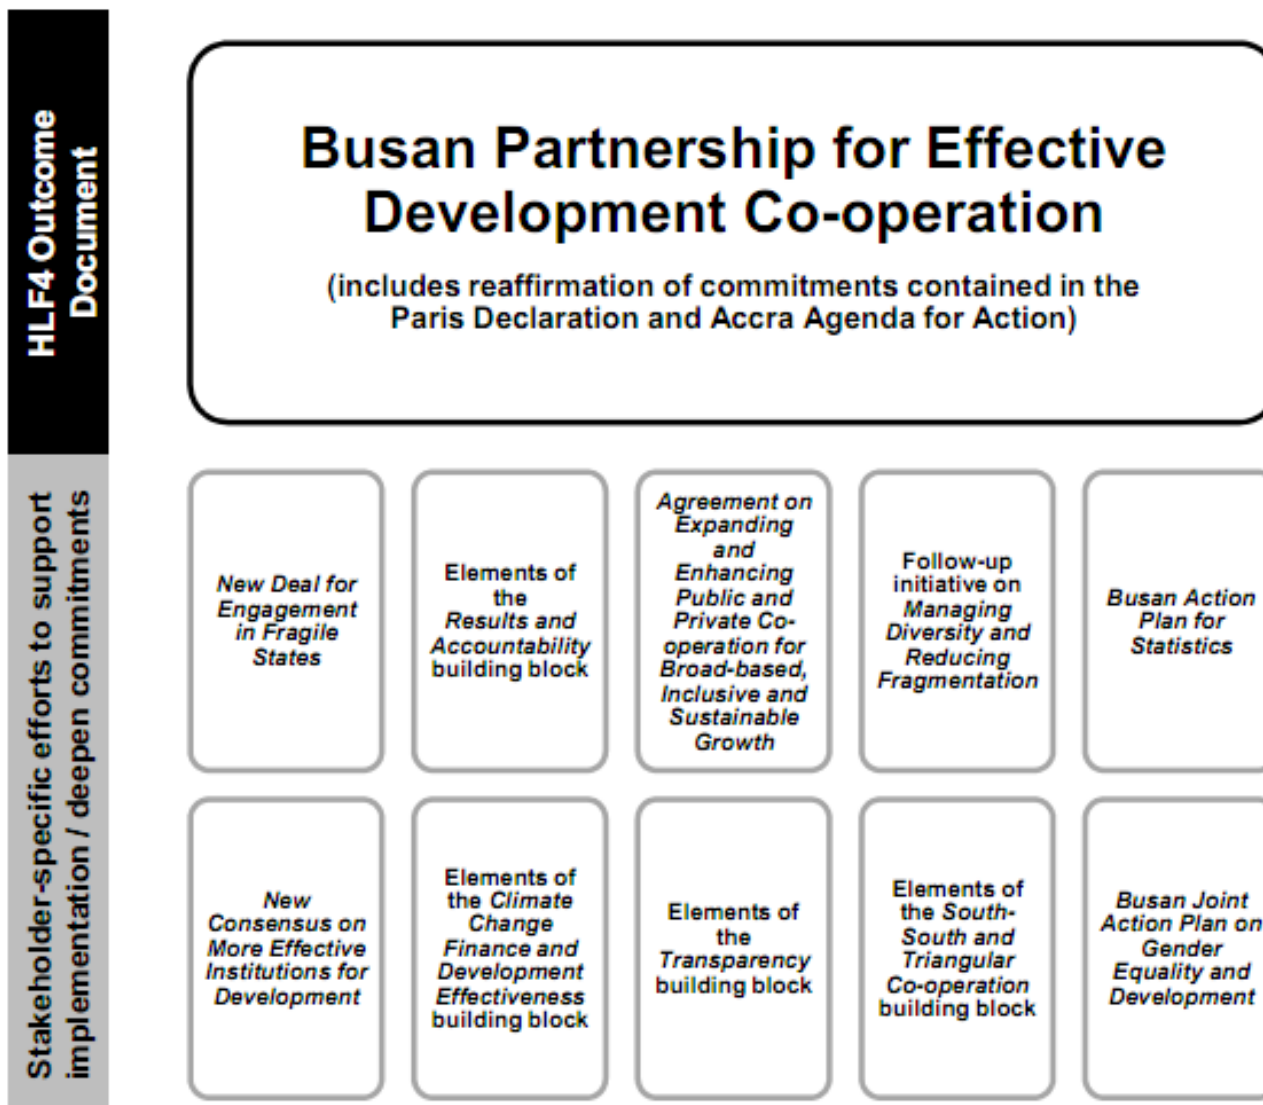 HLF4 Outcome
Document
Busan Partnership for Effective
Development Co-operation
(includes reaffirmation of commitments contained in the
Paris Declaration and Accra Agenda for Action)
Stakeholder-specific efforts to support
implementation / deepen commitments
New Deal for
Engagement
in Fragile
States
Elements of
the
Results and
Accountability
building block
Agreement on
Expanding
and
Enhancing
Public and
Private Co-
operation for
Broad-based,
Inclusive and
Sustainable
Growth
Follow-up
initiative on
Managing
Diversity and
Reducing
Fragmentation
Busan Action
Plan for
Statistics
New
Consensus on
More Effective
Institutions for
Development
Elements of
the Climate
Change
Finance and
Development
Effectiveness
building block
Elements of
the
Transparency
building block
Elements of
the South-
South and
Triangular
Co-operation
building block
Busan Joint
Action Plan on
Gender
Equality and
Development